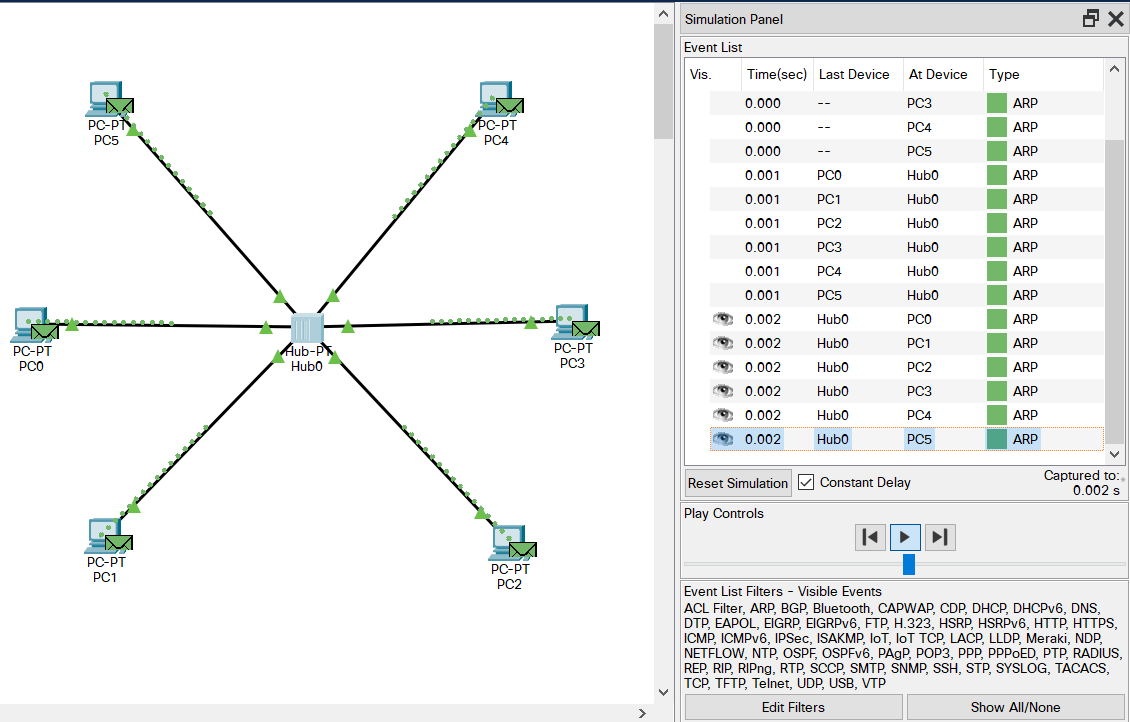 PC-PT
PC5
PC-PT
PC4
PC-PT
PC0
Hub-PT
Hub0
PC-PT
PC3
PC-PT
PC1
PC-PT
PC2
Simulation Panel
Event List
Vis. Time(sec) Last Device At Device Type
0.000 -- PC3 ARP
0.000 -- PC4 ARP
0.000 -- PC5 ARP
0.001 PC0 Hub0 ARP
0.001 PC1 Hub0 ARP
0.001 PC2 Hub0 ARP
0.001 PC3 Hub0 ARP
0.001 PC4 Hub0 ARP
0.001 PC5 Hub0 ARP
0.002 Hub0 PC0 ARP
0.002 Hub0 PC1 ARP
0.002 Hub0 PC2 ARP
0.002 Hub0 PC3 ARP
0.002 Hub0 PC4 ARP
0.002 Hub0 PC5 ARP
Reset Simulation Constant Delay Captured to:
0.002 s
Play Controls
Event List Filters - Visible Events
ACL Filter, ARP, BGP, Bluetooth, CAPWAP, CDP, DHCP, DHCPv6, DNS,
DTP, EAPOL, EIGRP, EIGRPv6, FTP, H.323, HSRP, HSRPv6, HTTP, HTTPS,
ICMP, ICMPv6, IPSec, ISAKMP, IoT, IoT TCP, LACP, LLDP, Meraki, NDP,
NETFLOW, NTP, OSPF, OSPFv6, PAgP, POP3, PPP, PPPoED, PTP, RADIUS,
REP, RIP, RIPng, RTP, SCCP, SMTP, SNMP, SSH, STP, SYSLOG, TACACS,
TCP, TFTP, Telnet, UDP, USB, VTP
Edit Filters Show All/None